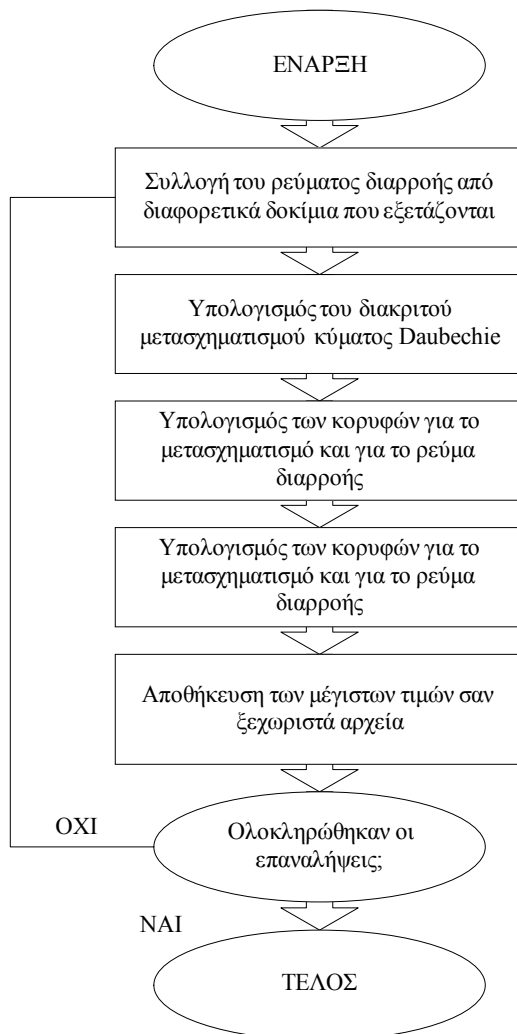 ΕΝΑΡΞΗ
Συλλογή του ρεύματος διαρροής από
διαφορετικά δοκίμια που εξετάζονται
Υπολογισμός του διακριτού
μετασχηματισμού κύματος Daubechie
Υπολογισμός των κορυφών για το
μετασχηματισμό και για το ρεύμα
διαρροής
Υπολογισμός των κορυφών για το
μετασχηματισμό και για το ρεύμα
διαρροής
Αποθήκευση των μέγιστων τιμών σαν
ξεχωριστά αρχεία
ΟΧΙ
Ολοκληρώθηκαν οι
επαναλήψεις;
ΝΑΙ
ΤΕΛΟΣ